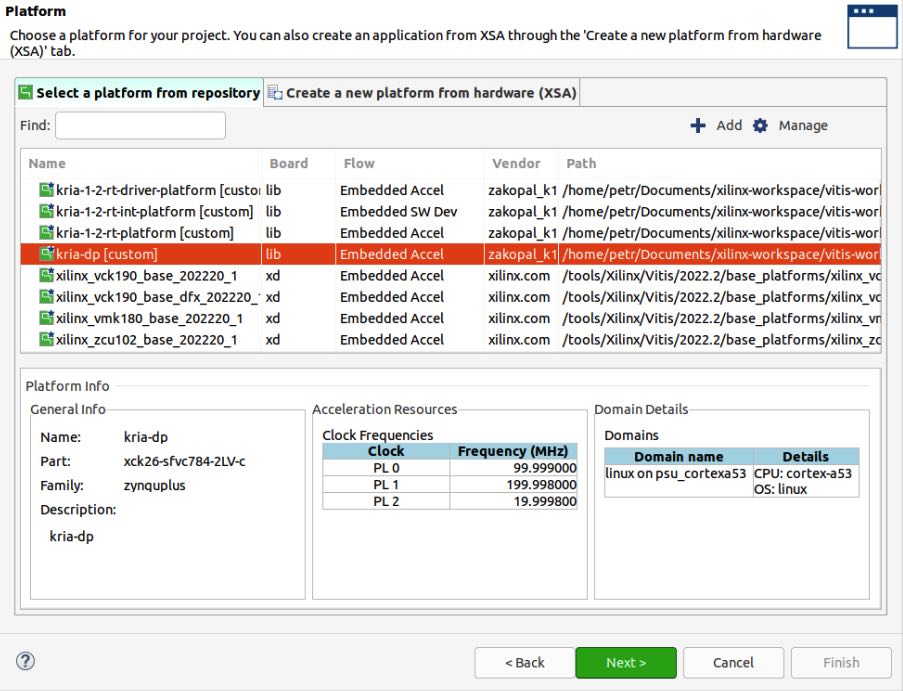 Platform
Choose a platform for your project. You can also create an application from XSA through the 'Create a new platform from hardware
(XSA)' tab.
Select a platform from repository Create a new platform from hardware (XSA)
Find: Add Manage
Name Board Flow Vendor Path
kria-1-2-rt-driver-platform [custo lib Embedded Accel zakopal_k1 /home/petr/Documents/xilinx-workspace/vitis-worl
kria-1-2-rt-int-platform [custom] lib Embedded SW Dev zakopal_k1 /home/petr/Documents/xilinx-workspace/vitis-worl
kria-1-2-rt-platform [custom] lib Embedded Accel zakopal_k1 /home/petr/Documents/xilinx-workspace/vitis-worl
kria-dp [custom] lib Embedded Accel zakopal_k1 /home/petr/Documents/xilinx-workspace/vitis-worl
xilinx_vck190_base_202220_1 xd Embedded Accel xilinx.com /tools/Xilinx/Vitis/2022.2/base_platforms/xilinx_vc
xilinx_vck190_base_dfx_202220_ xd Embedded Accel xilinx.com /tools/Xilinx/Vitis/2022.2/base_platforms/xilinx_vc
xilinx_vmk180_base_202220_1 xd Embedded Accel xilinx.com /tools/Xilinx/Vitis/2022.2/base_platforms/xilinx_vm
xilinx_zcu102_base_202220_1 xd Embedded Accel xilinx.com /tools/Xilinx/Vitis/2022.2/base_platforms/xilinx_zc
Platform Info
General Info
Name: kria-dp
Part: xck26-sfvc784-2LV-c
Family: zynquplus
Description:
kria-dp
Acceleration Resources
Clock Frequencies
Clock Frequency (MHz)
PL 0 99.999000
PL 1 199.998000
PL 2 19.999800
Domain Details
Domains
Domain name Details
linux on psu_cortexa53 CPU: cortex-a53
OS: linux
< Back Next > Cancel Finish